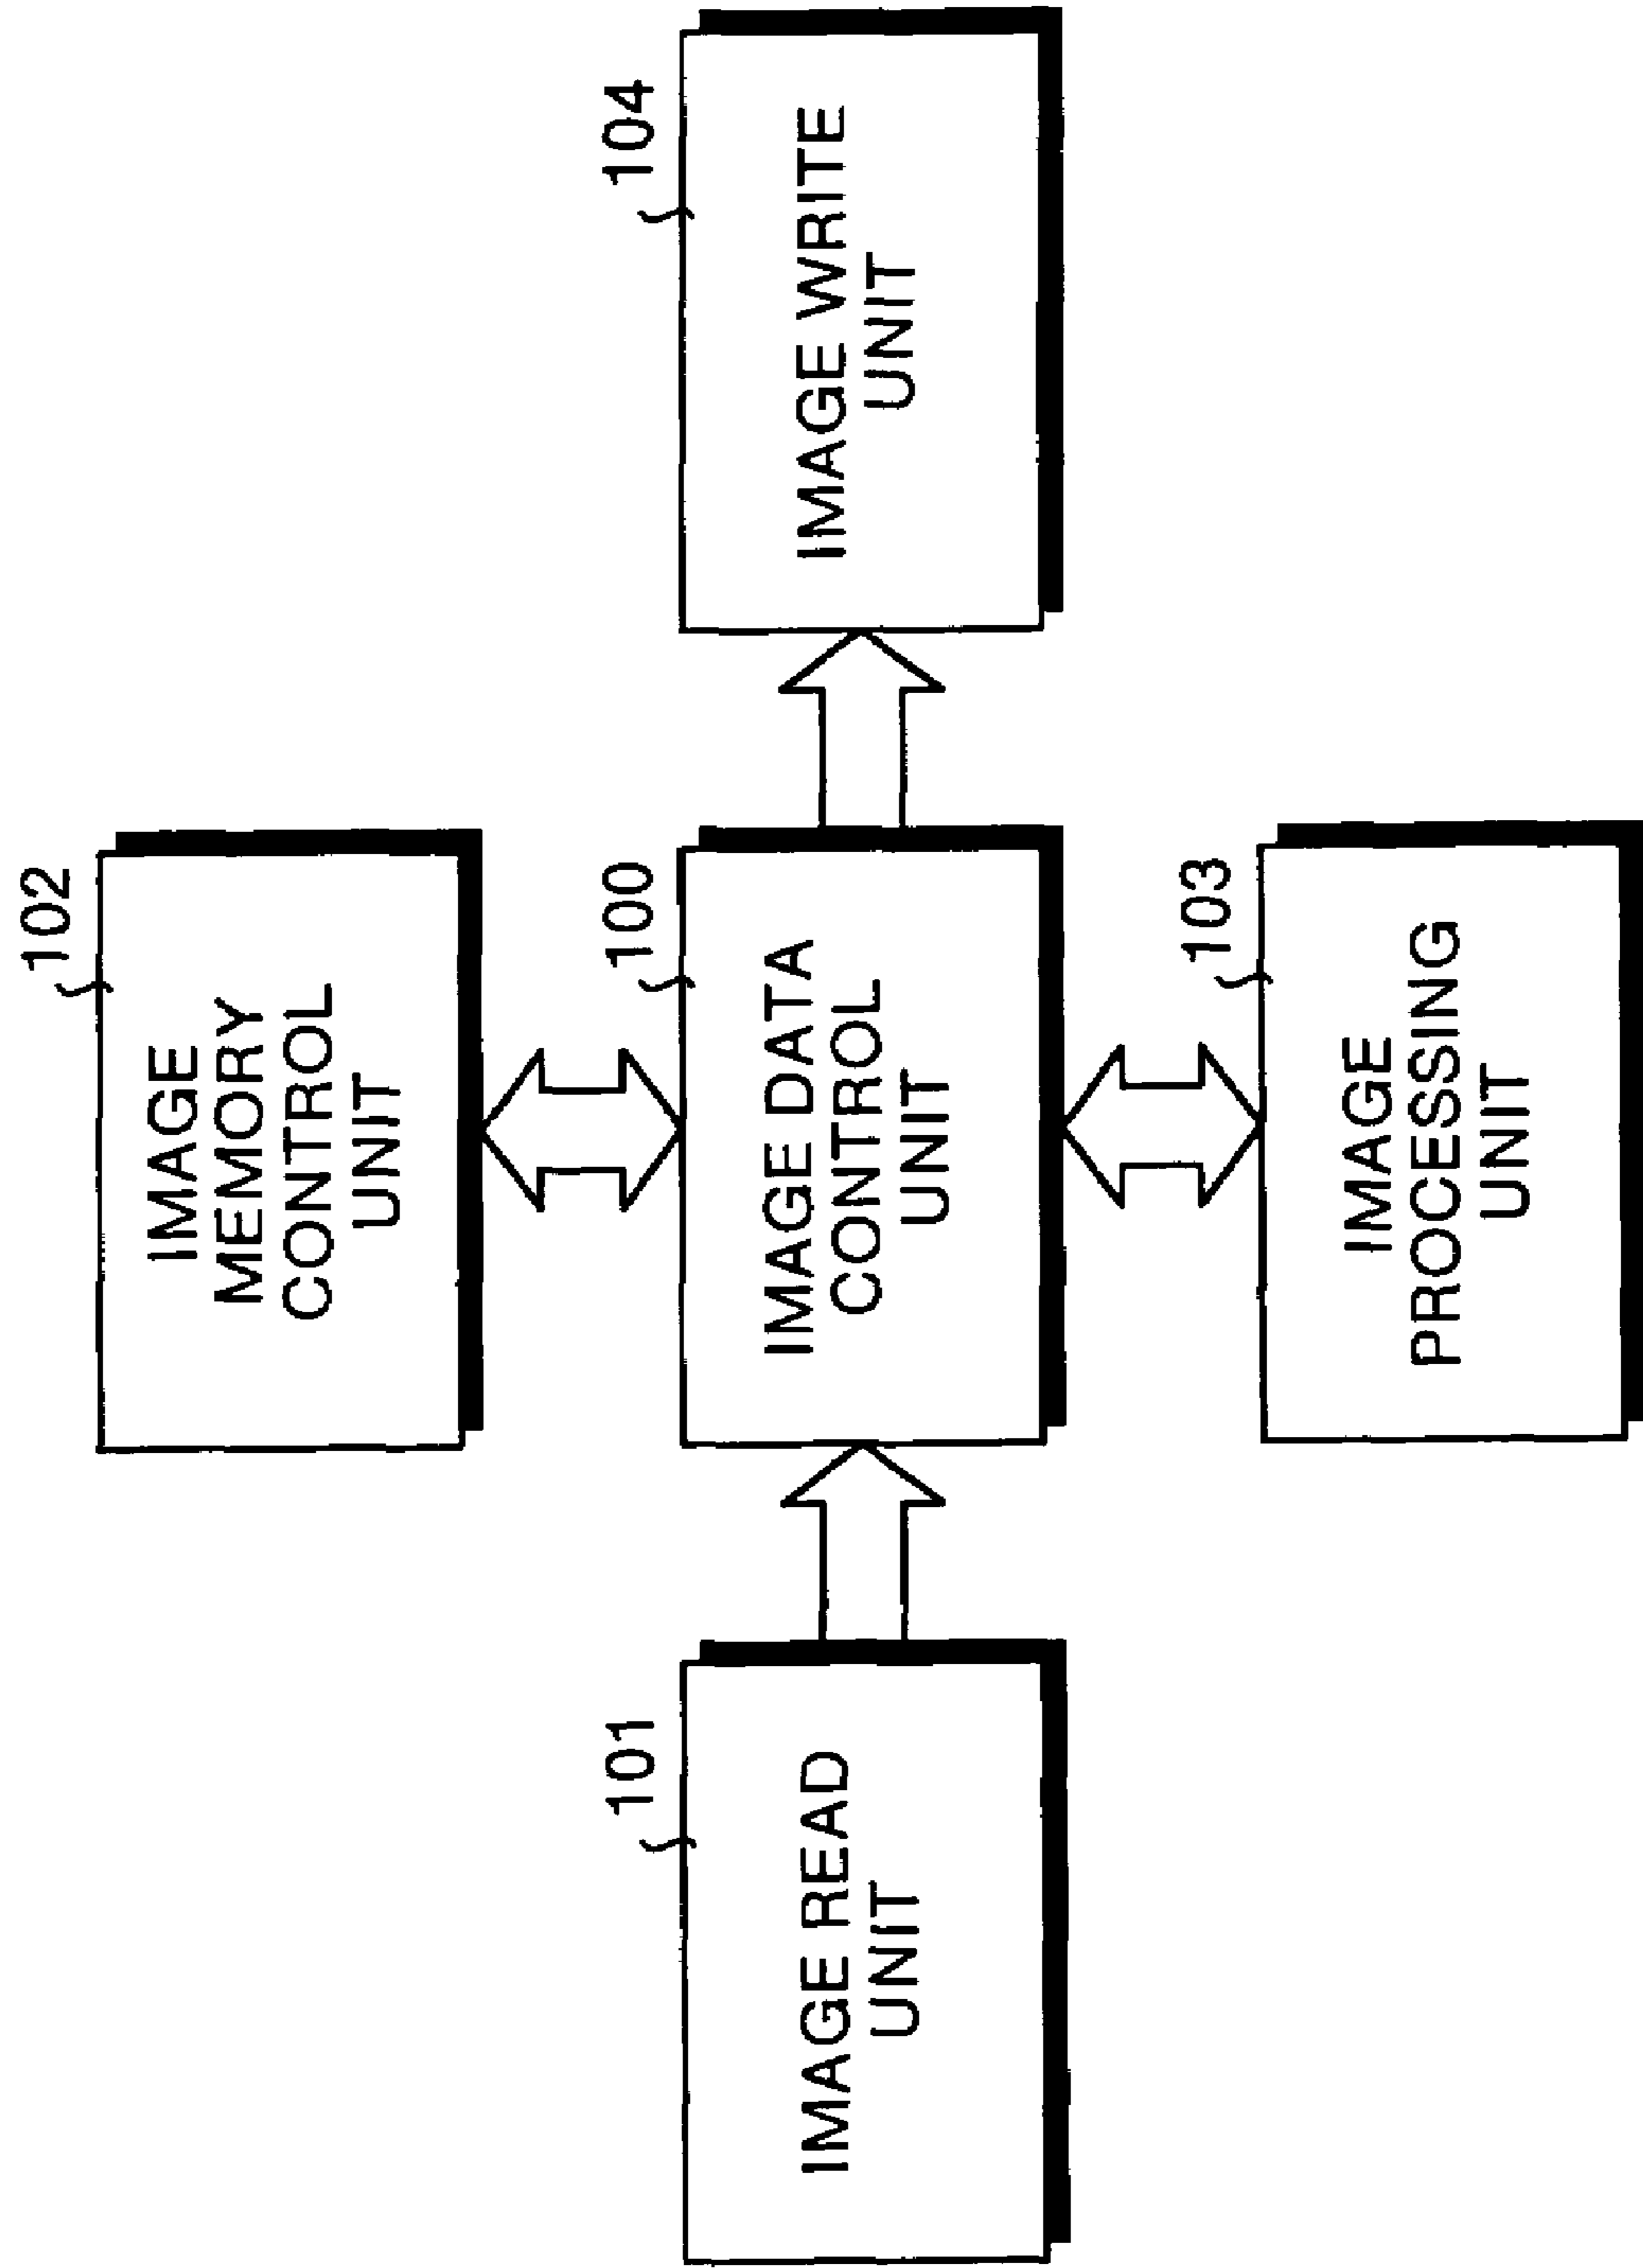 102
IMAGE
MEMORY
CONTROL
UNIT
101
IMAGE READ
UNIT
100
IMAGE DATA
CONTROL
UNIT
104
IMAGE WRITE
UNIT
103
IMAGE
PROCESSING
UNIT